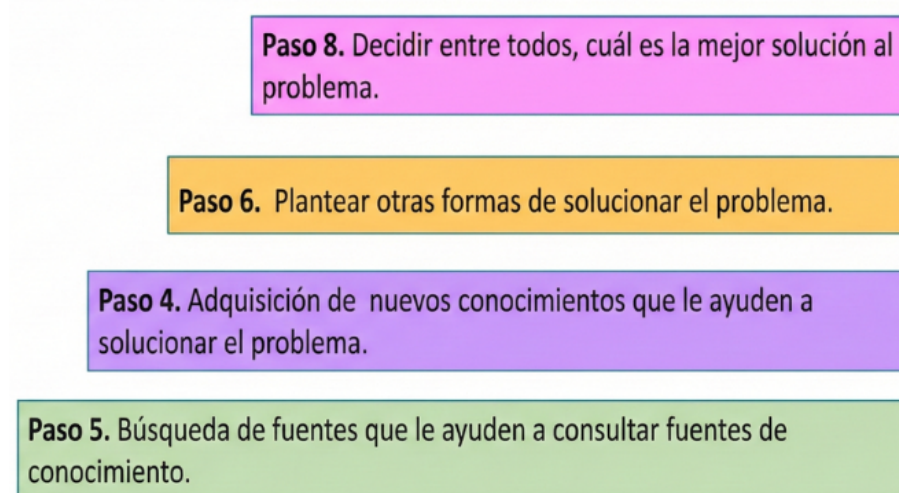 Paso 8. Decidir entre todos, cuál es la mejor solución al
problema.
Paso 6. Plantear otras formas de solucionar el problema.
Paso 4. Adquisición de nuevos conocimientos que le ayuden a
solucionar el problema.
Paso 5. Búsqueda de fuentes que le ayuden a consultar fuentes de
conocimiento.